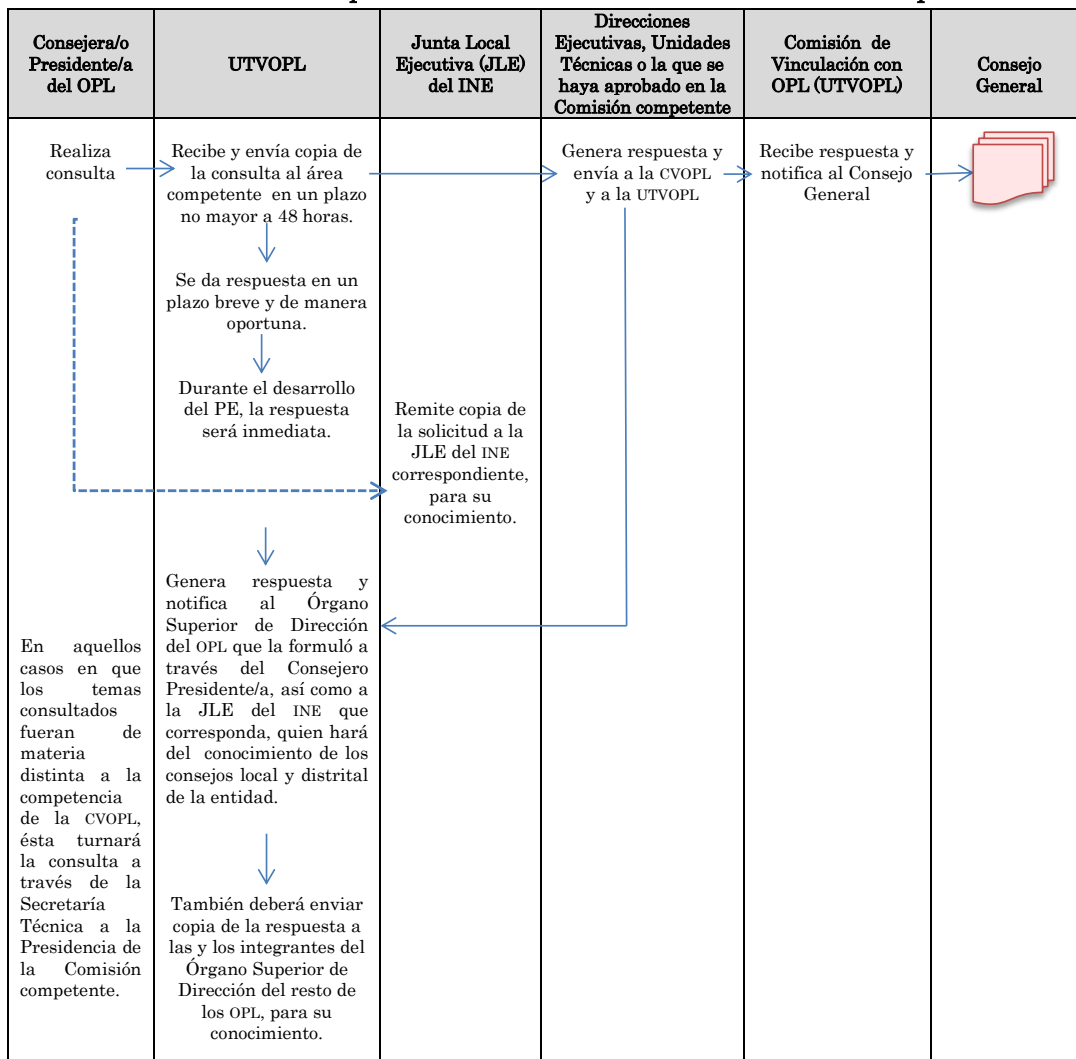 Consejera/o
Presidente/a
del OPL
UTVOPL
Junta Local
Ejecutiva (JLE)
del INE
Direcciones
Ejecutivas, Unidades
Técnicas o la que se
haya aprobado en la
Comisión competente
Comisión de
Vinculación con
OPL (UTVOPL)
Consejo
General
Realiza
consulta
Recibe y envía copia de
la consulta al área
competente en un plazo
no mayor a 48 horas.
Genera respuesta y
envía a la CVOPL
y a la UTVOPL
Recibe respuesta y
notifica al Consejo
General
Se da respuesta en un
plazo breve y de manera
oportuna.
Durante el desarrollo
del PE, la respuesta
será inmediata.
Remite copia de
la solicitud a la
JLE del INE
correspondiente,
para su
conocimiento.
Genera respuesta y
notifica al Órgano
Superior de Dirección
del OPL que la formuló a
través del Consejero
Presidente/a, así como a
la JLE del INE que
corresponda, quien hará
del conocimiento de los
consejos local y distrital
de la entidad.
En aquellos
casos en que
los temas
consultados
fueran de
materia
distinta a la
competencia
de la CVOPL,
ésta turnará
la consulta a
través de la
Secretaría
Técnica a la
Presidencia de
la Comisión
competente.
También deberá enviar
copia de la respuesta a
las y los integrantes del
Órgano Superior de
Dirección del resto de
los OPL, para su
conocimiento.